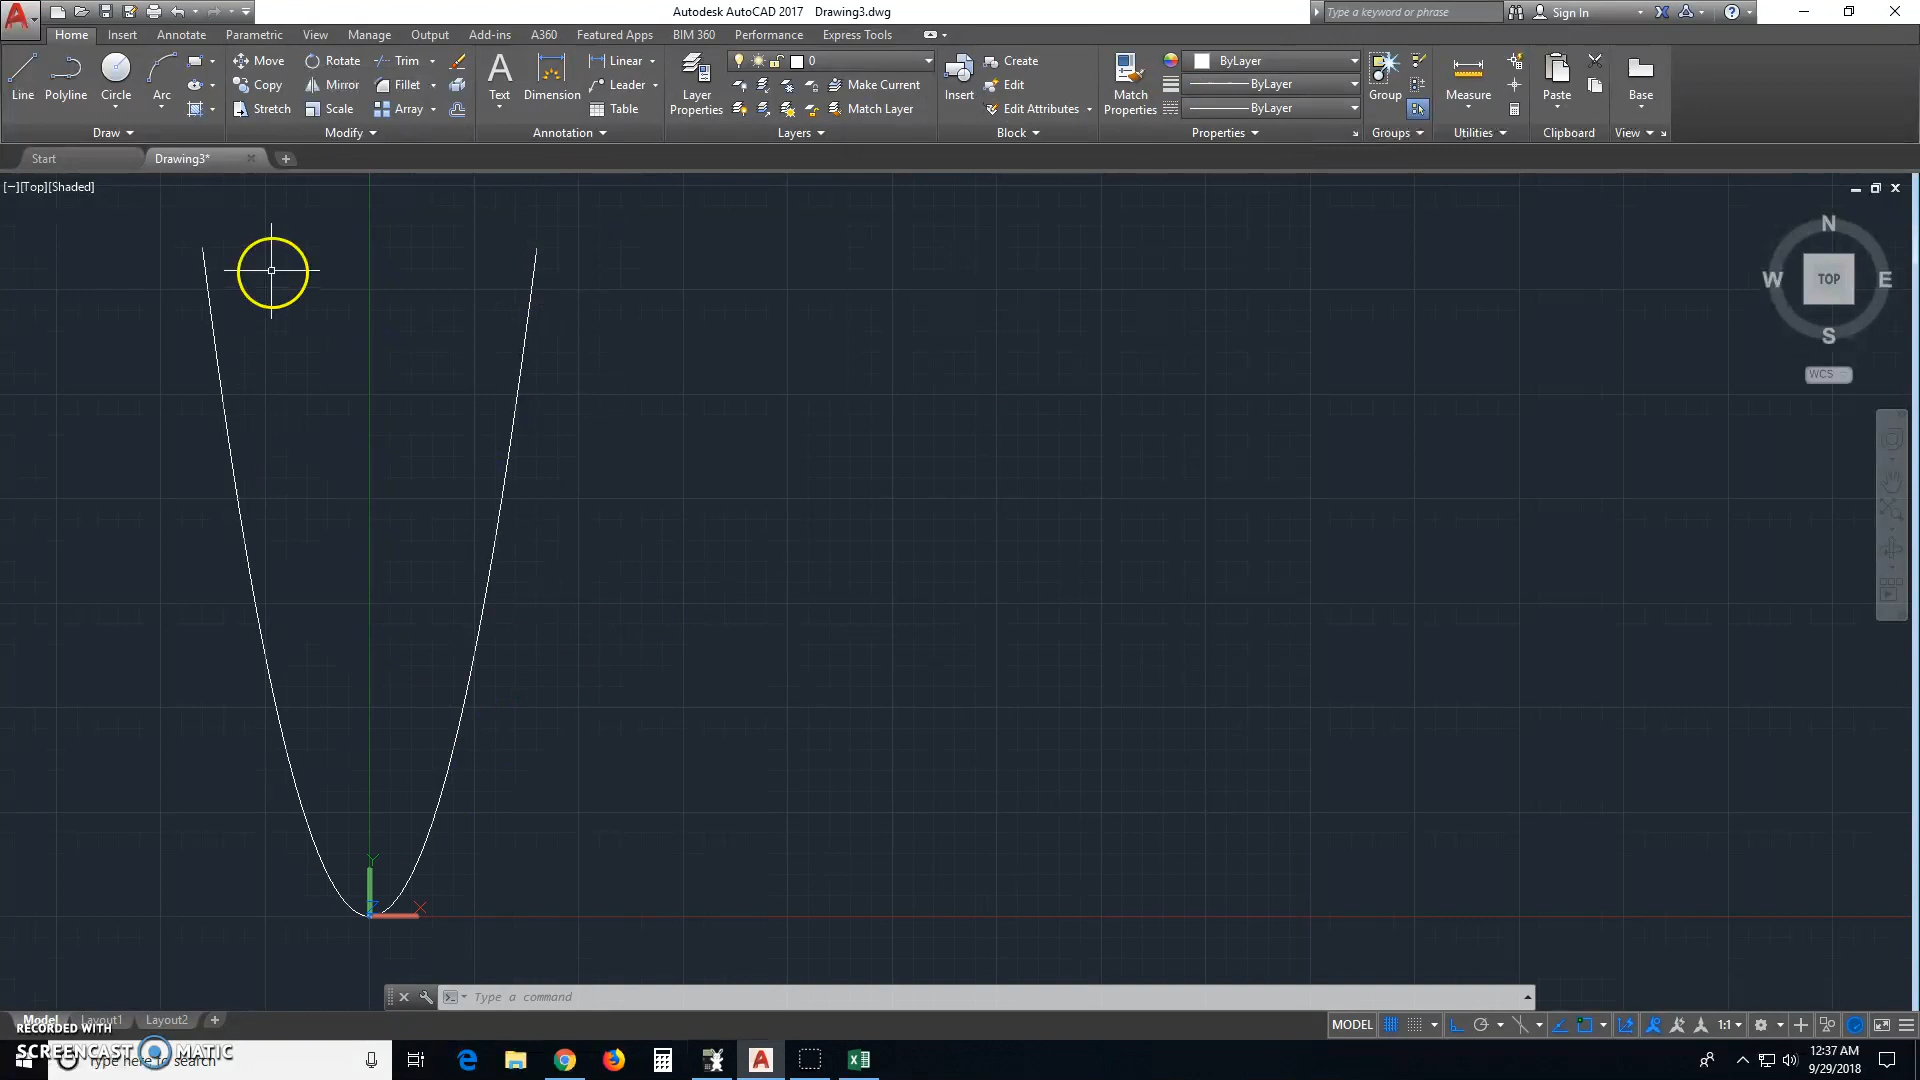 Autodesk AutoCAD 2017 Drawing3.dwg
Type a keyword or phrase
Sign In
Home Insert Annotate Parametric View Manage Output Add-ins A360 Featured Apps BIM 360 Performance Express Tools
Line Polyline Circle Arc
Move Rotate Trim
Copy Mirror Fillet
Stretch Scale Array
Text Dimension
Linear
Leader
Table
Layer Properties
0
Make Current
Match Layer
Insert
Create
Edit
Edit Attributes
Match Properties
ByLayer
ByLayer
ByLayer
Group
Measure
Paste
Base
Draw Modify Annotation Layers Block Properties Groups Utilities Clipboard View
Start Drawing3*
[−][Top][Shaded]
N
W TOP E
S
WCS
Y
X
Type a command
Model Layout1 Layout2
MODEL 1:1
RECORDED WITH
SCREENCAST MATIC
Type here to search
12:37 AM
9/29/2018